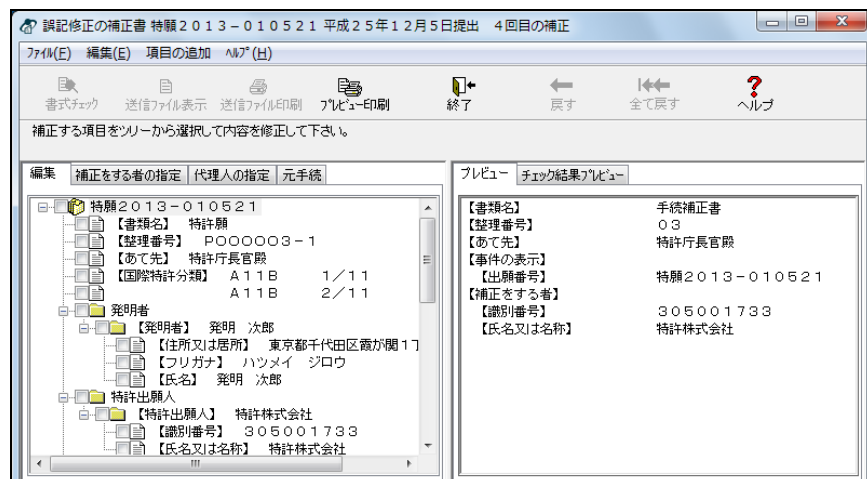 誤記修正の補正書 特願２０１３－０１０５２１ 平成２５年１２月５日提出　４回目の補正
ﾌｧｲﾙ(F)　編集(E)　項目の追加　ﾍﾙﾌﾟ(H)
書式ﾁｪｯｸ　送信ﾌｧｲﾙ表示　送信ﾌｧｲﾙ印刷　ﾌﾟﾚﾋﾞｭｰ印刷　終了　戻す　全て戻す　ヘルプ
補正する項目をツリーから選択して内容を修正して下さい。
編集　補正をする者の指定　代理人の指定　元手続
特願２０１３－０１０５２１
【書類名】　特許願
【整理番号】　Ｐ０００００３－１
【あて先】　特許庁長官殿
【国際特許分類】　Ａ１１Ｂ　　　１／１１
Ａ１１Ｂ　　　２／１１
発明者
【発明者】　発明　次郎
【住所又は居所】　東京都千代田区霞が関１丁
【フリガナ】　ハツメイ　ジロウ
【氏名】　発明　次郎
特許出願人
【特許出願人】　特許株式会社
【識別番号】　３０５００１７３３
【氏名又は名称】　特許株式会社
プレビュー　ﾁｪｯｸ結果ﾌﾟﾚﾋﾞｭｰ
【書類名】　手続補正書
【整理番号】　０３
【あて先】　特許庁長官殿
【事件の表示】
【出願番号】　特願２０１３－０１０５２１
【補正をする者】
【識別番号】　３０５００１７３３
【氏名又は名称】　特許株式会社